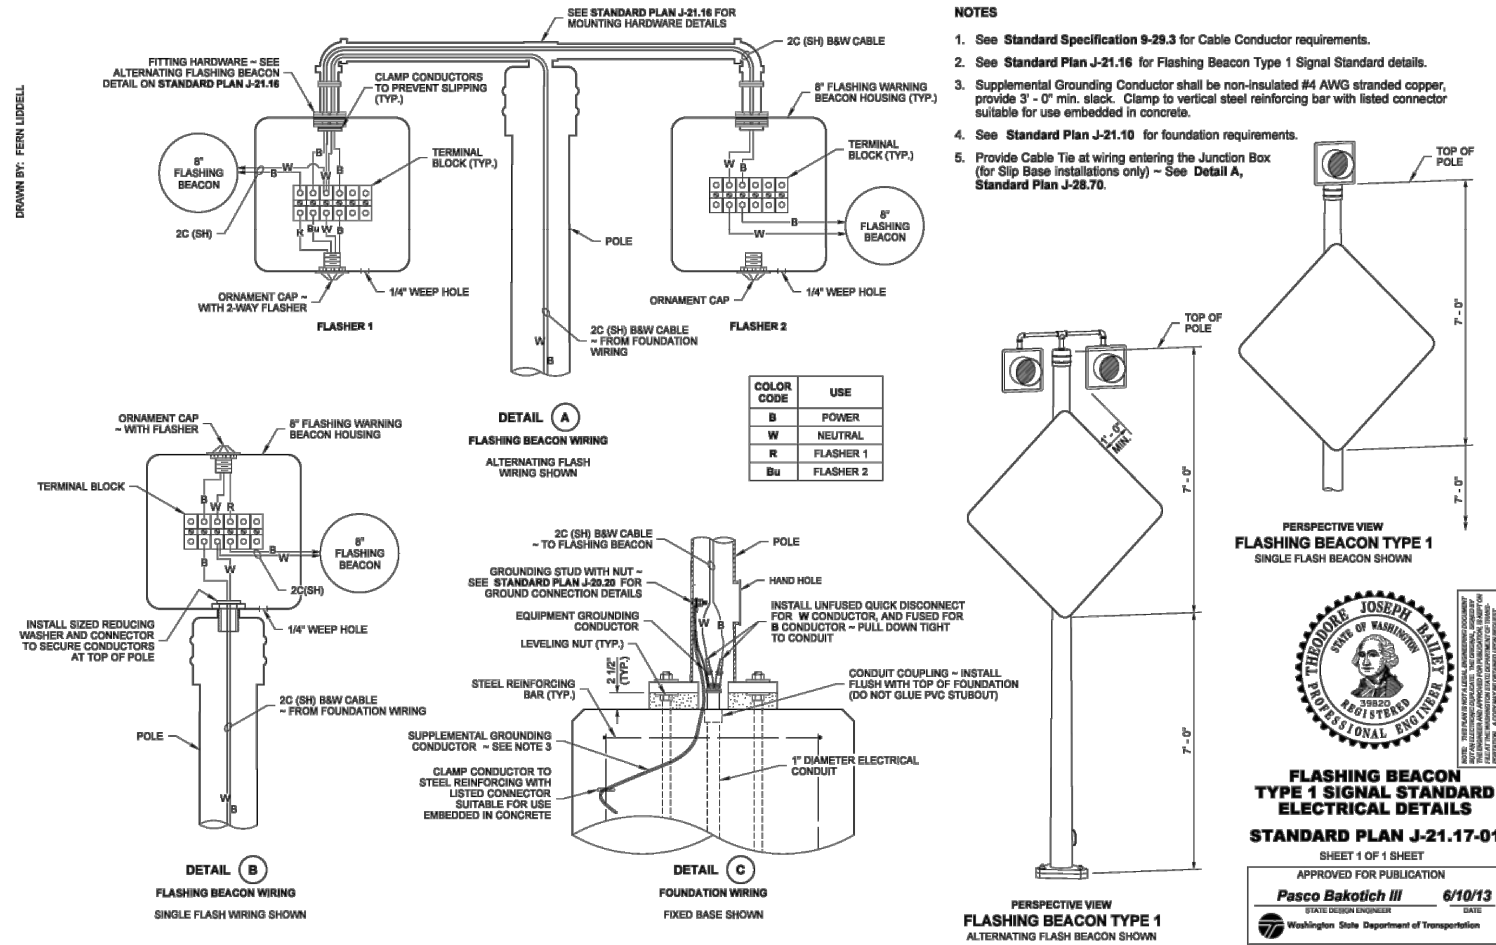 DRAWN BY: FERN LIDDELL
SEE STANDARD PLAN J-21.16 FOR
MOUNTING HARDWARE DETAILS
2C (SH) B&W CABLE
FITTING HARDWARE ~ SEE
ALTERNATING FLASHING BEACON
DETAIL ON STANDARD PLAN J-21.16
CLAMP CONDUCTORS
TO PREVENT SLIPPING
(TYP.)
8" FLASHING WARNING
BEACON HOUSING (TYP.)
8"
FLASHING
BEACON
W
B
B
W
B
TERMINAL
BLOCK (TYP.)
2C (SH)
R
Bu
W
B
ORNAMENT CAP ~
WITH 2-WAY FLASHER
1/4" WEEP HOLE
FLASHER 1
POLE
2C (SH) B&W CABLE
~ FROM FOUNDATION
WIRING
W
B
W
B
TERMINAL
BLOCK (TYP.)
B
W
8"
FLASHING
BEACON
ORNAMENT CAP
1/4" WEEP HOLE
FLASHER 2
DETAIL A
FLASHING BEACON WIRING
ALTERNATING FLASH
WIRING SHOWN
COLOR CODE USE
B POWER
W NEUTRAL
R FLASHER 1
Bu FLASHER 2
NOTES
1. See Standard Specification 9-29.3 for Cable Conductor requirements.
2. See Standard Plan J-21.16 for Flashing Beacon Type 1 Signal Standard details.
3. Supplemental Grounding Conductor shall be non-insulated #4 AWG stranded copper,
provide 3' - 0" min. slack. Clamp to vertical steel reinforcing bar with listed connector
suitable for use embedded in concrete.
4. See Standard Plan J-21.10 for foundation requirements.
5. Provide Cable Tie at wiring entering the Junction Box
(for Slip Base installations only) ~ See Detail A,
Standard Plan J-28.70.
ORNAMENT CAP
~ WITH FLASHER
8" FLASHING WARNING
BEACON HOUSING
TERMINAL BLOCK
B
W
R
B
W
B
W
8"
FLASHING
BEACON
2C(SH)
1/4" WEEP HOLE
INSTALL SIZED REDUCING
WASHER AND CONNECTOR
TO SECURE CONDUCTORS
AT TOP OF POLE
2C (SH) B&W CABLE
~ FROM FOUNDATION WIRING
POLE
W
B
DETAIL B
FLASHING BEACON WIRING
SINGLE FLASH WIRING SHOWN
2C (SH) B&W CABLE
~ TO FLASHING BEACON
POLE
GROUNDING STUD WITH NUT ~
SEE STANDARD PLAN J-20.20 FOR
GROUND CONNECTION DETAILS
HAND HOLE
EQUIPMENT GROUNDING
CONDUCTOR
W
B
INSTALL UNFUSED QUICK DISCONNECT
FOR W CONDUCTOR, AND FUSED FOR
B CONDUCTOR ~ PULL DOWN TIGHT
TO CONDUIT
LEVELING NUT (TYP.)
2 1/2"
(TYP.)
STEEL REINFORCING
BAR (TYP.)
CONDUIT COUPLING ~ INSTALL
FLUSH WITH TOP OF FOUNDATION
(DO NOT GLUE PVC STUBOUT)
SUPPLEMENTAL GROUNDING
CONDUCTOR ~ SEE NOTE 3
CLAMP CONDUCTOR TO
STEEL REINFORCING WITH
LISTED CONNECTOR
SUITABLE FOR USE
EMBEDDED IN CONCRETE
1" DIAMETER ELECTRICAL
CONDUIT
DETAIL C
FOUNDATION WIRING
FIXED BASE SHOWN
TOP OF
POLE
1' - 0"
MIN.
7' - 0"
7' - 0"
PERSPECTIVE VIEW
FLASHING BEACON TYPE 1
ALTERNATING FLASH BEACON SHOWN
TOP OF
POLE
7' - 0"
7' - 0"
PERSPECTIVE VIEW
FLASHING BEACON TYPE 1
SINGLE FLASH BEACON SHOWN
THEODORE JOSEPH BAILEY
STATE OF WASHINGTON
39820
REGISTERED
PROFESSIONAL ENGINEER
FLASHING BEACON
TYPE 1 SIGNAL STANDARD
ELECTRICAL DETAILS
STANDARD PLAN J-21.17-01
SHEET 1 OF 1 SHEET
APPROVED FOR PUBLICATION
Pasco Bakotich III 6/10/13
STATE DESIGN ENGINEER DATE
Washington State Department of Transportation